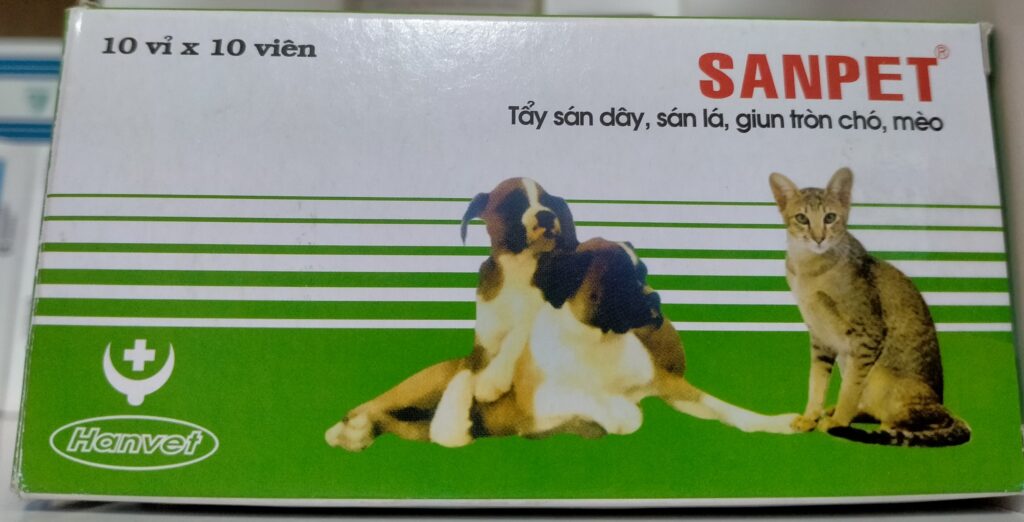 10 vỉ x 10 viên
SANPET®
Tẩy sán dây, sán lá, giun tròn chó, mèo
Hanvet